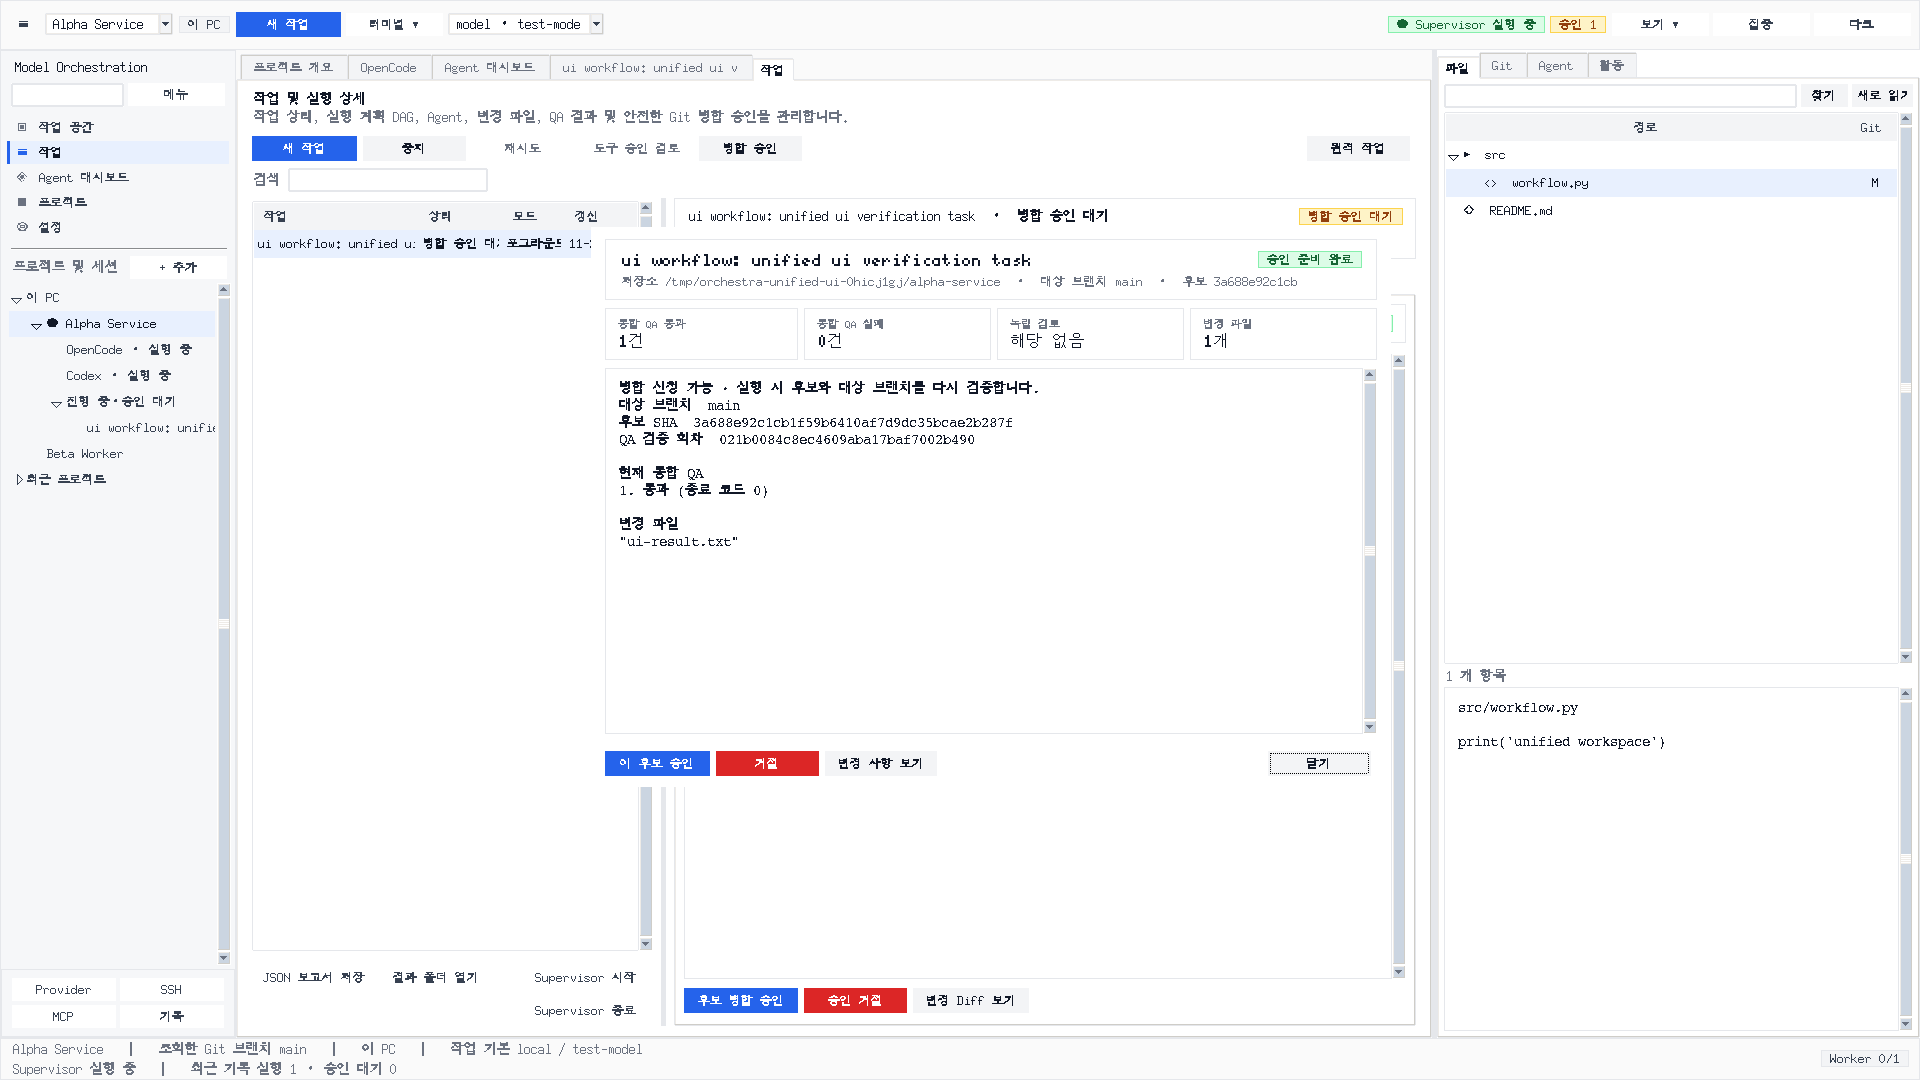 Alpha Service
이 PC
새 작업
터미널 ▾
model • test-mode
Supervisor 실행 중
승인 1
보기 ▾
집중
다크
Model Orchestration
메뉴
작업 공간
작업
Agent 대시보드
프로젝트
설정
프로젝트 및 세션
+ 추가
이 PC
Alpha Service
OpenCode • 실행 중
Codex • 실행 중
진행 중·승인 대기
ui workflow: unifie
Beta Worker
최근 프로젝트
Provider
SSH
MCP
기록
프로젝트 개요
OpenCode
Agent 대시보드
ui workflow: unified ui v
작업
작업 및 실행 상세
작업 상태, 실행 계획 DAG, Agent, 변경 파일, QA 결과 및 안전한 Git 병합 승인을 관리합니다.
새 작업
중지
재시도
도구 승인 검토
병합 승인
원격 작업
검색
작업
상태
모드
갱신
ui workflow: unified u
병합 승인 대
포그라운드
11-
ui workflow: unified ui verification task • 병합 승인 대기
병합 승인 대기
ui workflow: unified ui verification task
승인 준비 완료
저장소 /tmp/orchestra-unified-ui-0hicj1gj/alpha-service • 대상 브랜치 main • 후보 3a688e92c1cb
통합 QA 통과
1건
통합 QA 실패
0건
독립 검토
해당 없음
변경 파일
1개
병합 신청 가능 · 실행 시 후보와 대상 브랜치를 다시 검증합니다.
대상 브랜치 main
후보 SHA 3a688e92c1cb1f59b6410af7d9dc35bcae2b287f
QA 검증 회차 021b0084c8ec4609aba17baf7002b490
현재 통합 QA
1. 통과 (종료 코드 0)
변경 파일
"ui-result.txt"
이 후보 승인
거절
변경 사항 보기
닫기
JSON 보고서 저장
결과 폴더 열기
Supervisor 시작
Supervisor 종료
후보 병합 승인
승인 거절
변경 Diff 보기
파일
Git
Agent
활동
찾기
새로 읽기
경로
Git
src
workflow.py
M
README.md
1 개 항목
src/workflow.py
print('unified workspace')
Alpha Service | 조회한 Git 브랜치 main | 이 PC | 작업 기본 local / test-model
Supervisor 실행 중 | 최근 기록 실행 1 • 승인 대기 0
Worker 0/1